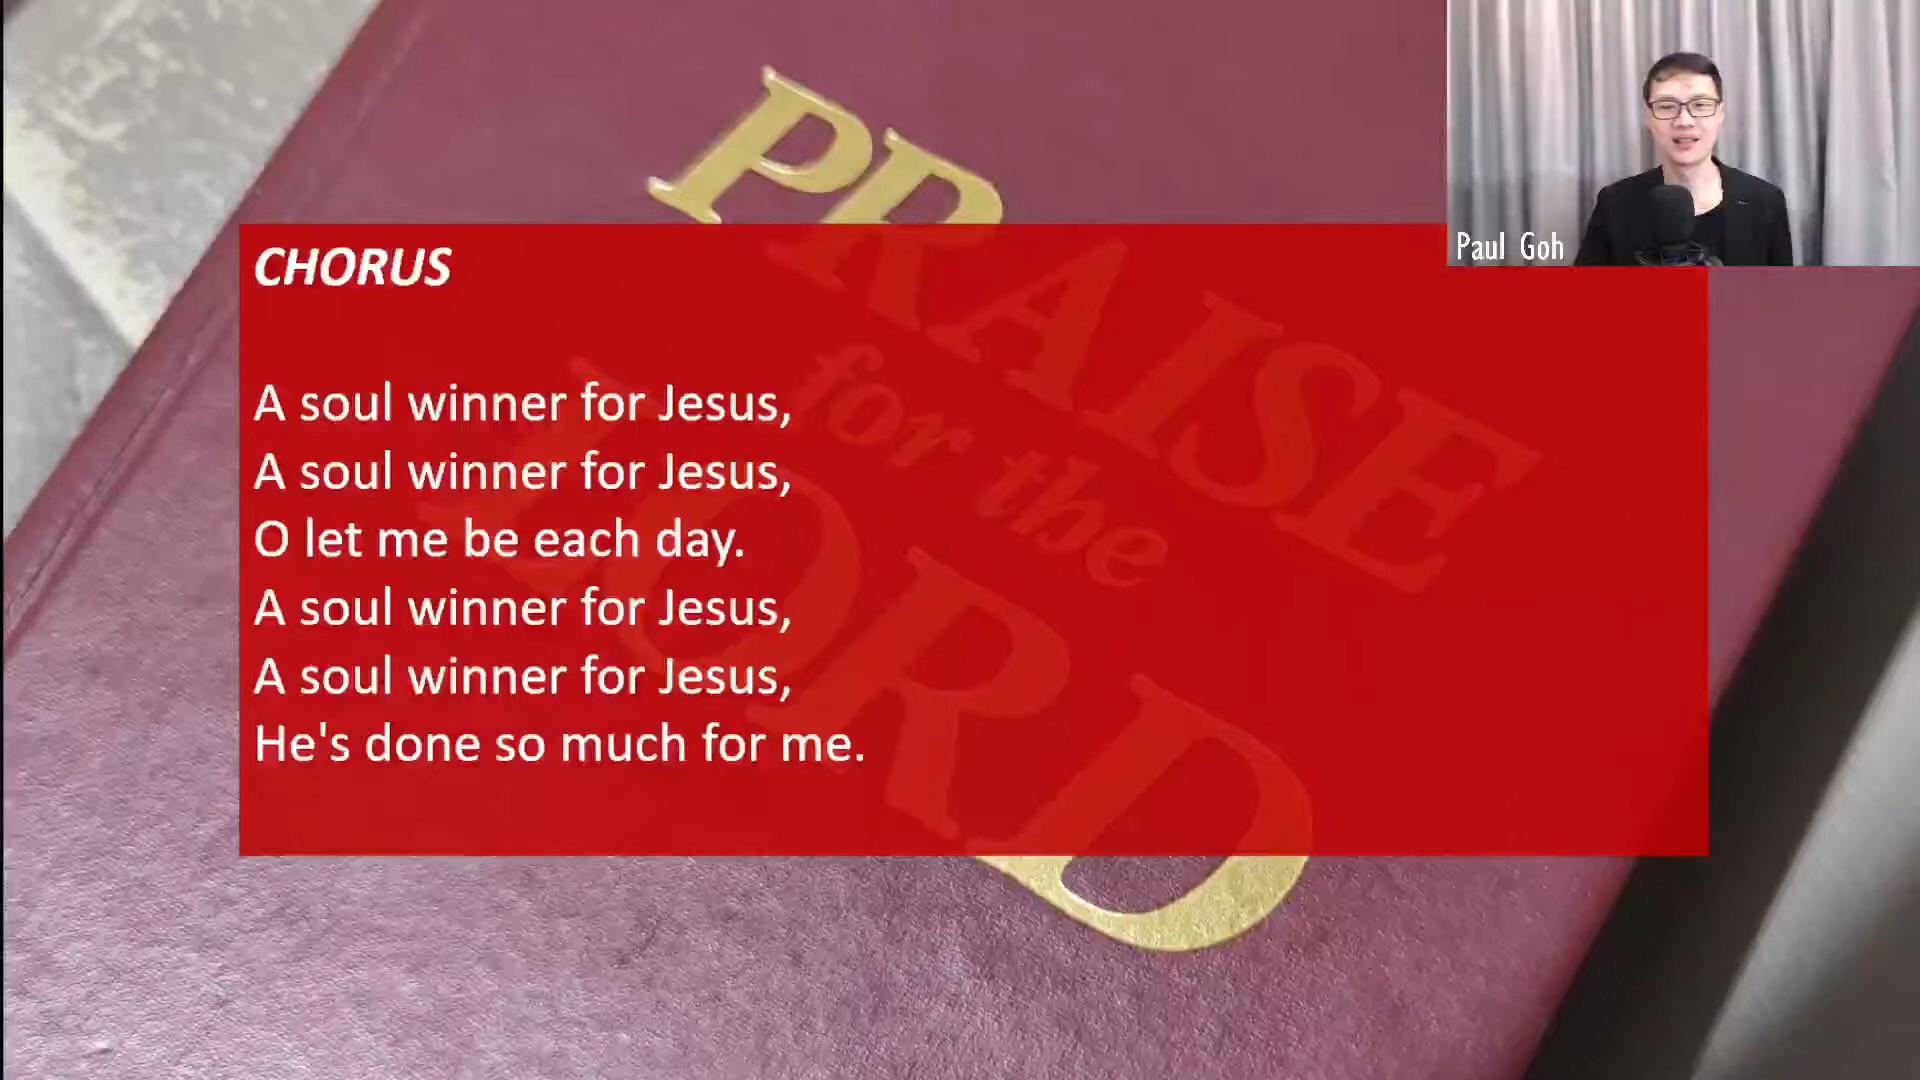 PRAISE
for the
LORD
CHORUS
A soul winner for Jesus,
A soul winner for Jesus,
O let me be each day.
A soul winner for Jesus,
A soul winner for Jesus,
He's done so much for me.
Paul Goh